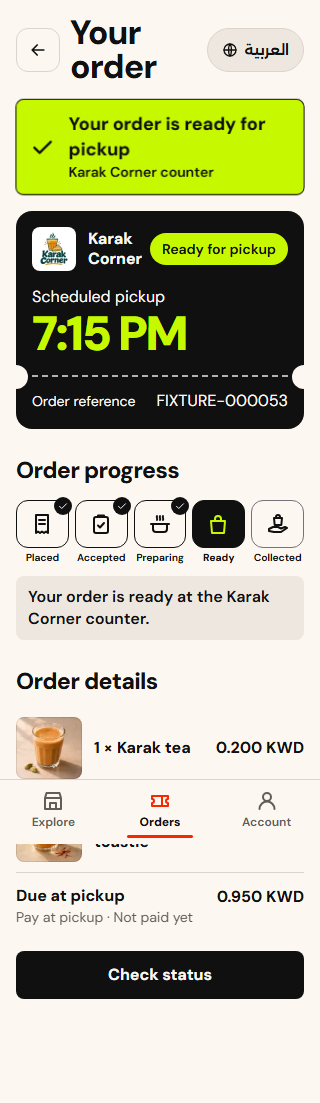 Your
order
العربية
Your order is ready for
pickup
Karak Corner counter
Karak
Corner
Karak
Corner
Ready for pickup
Scheduled pickup
7:15 PM
Order reference
FIXTURE-000053
Order progress
Placed
Accepted
Preparing
Ready
Collected
Your order is ready at the Karak
Corner counter.
Order details
1 × Karak tea
0.200 KWD
Explore
Orders
Account
Due at pickup
0.950 KWD
Pay at pickup · Not paid yet
Check status